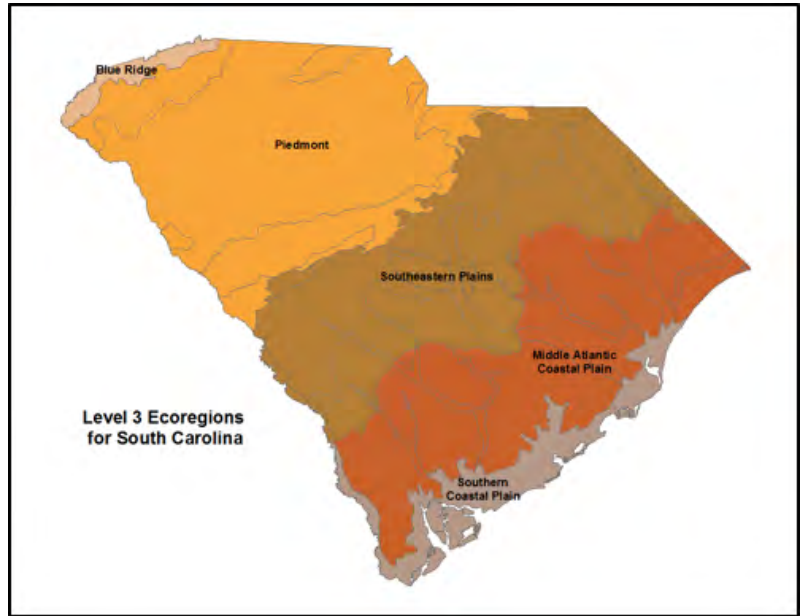 Blue Ridge
Piedmont
Southeastern Plains
Middle Atlantic
Coastal Plain
Level 3 Ecoregions
for South Carolina
Southern
Coastal Plain